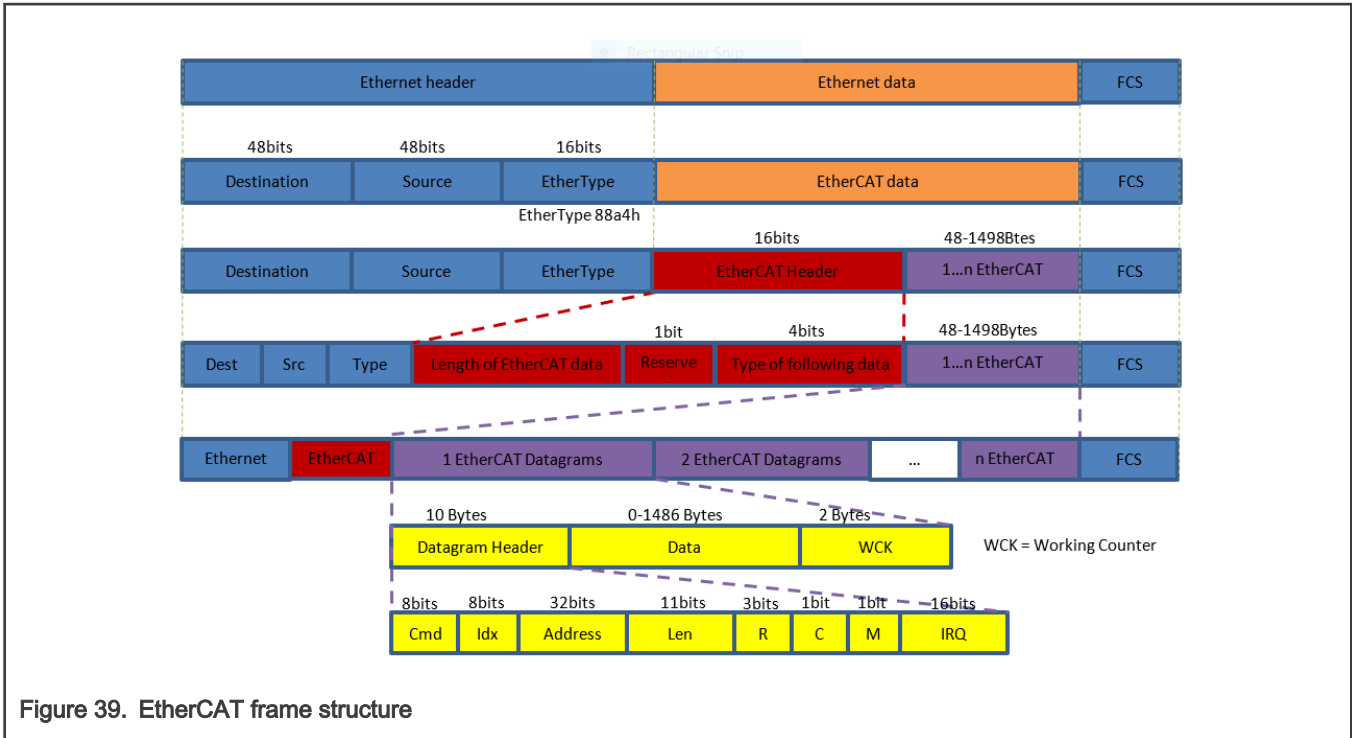 Rectangular Snip
Ethernet header Ethernet data FCS
48bits 48bits 16bits
Destination Source EtherType EtherCAT data FCS
EtherType 88a4h
16bits 48-1498Btes
Destination Source EtherType EtherCAT Header 1...n EtherCAT FCS
1bit 4bits 48-1498Bytes
Dest Src Type Length of EtherCAT data Reserve Type of following data 1...n EtherCAT FCS
Ethernet EtherCAT 1 EtherCAT Datagrams 2 EtherCAT Datagrams ... n EtherCAT FCS
10 Bytes 0-1486 Bytes 2 Bytes
Datagram Header Data WCK WCK = Working Counter
8bits 8bits 32bits 11bits 3bits 1bit 1bit 16bits
Cmd Idx Address Len R C M IRQ
Figure 39. EtherCAT frame structure